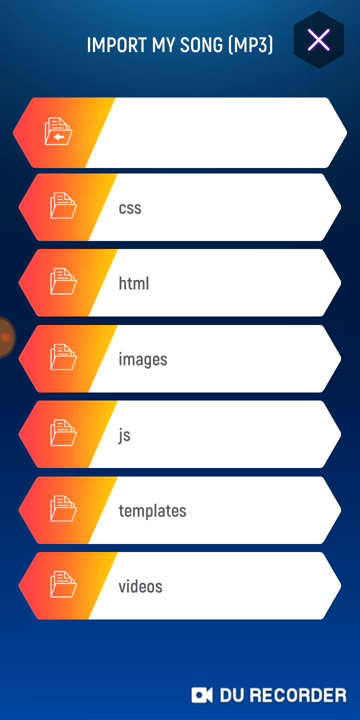 IMPORT MY SONG (MP3)
css
html
images
js
templates
videos
DU RECORDER